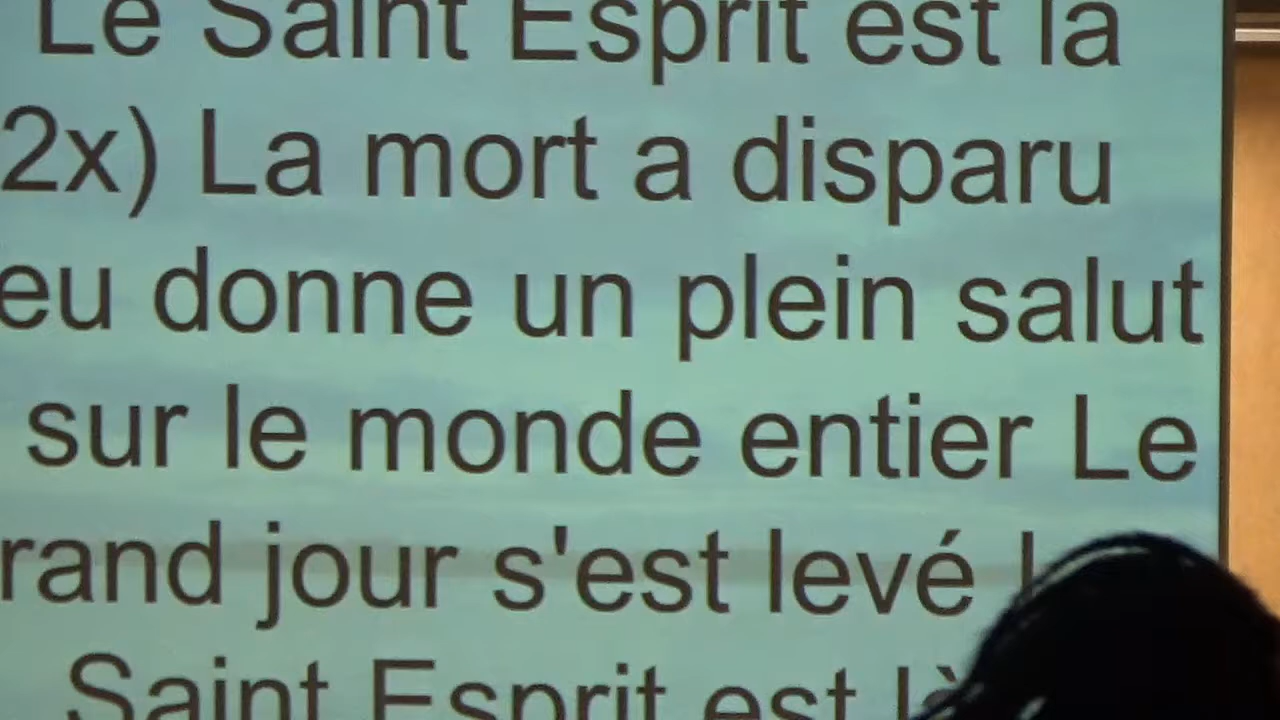 Le Saint Esprit est là
2x) La mort a disparu
eu donne un plein salut
sur le monde entier Le
rand jour s'est levé
Saint Esprit est là